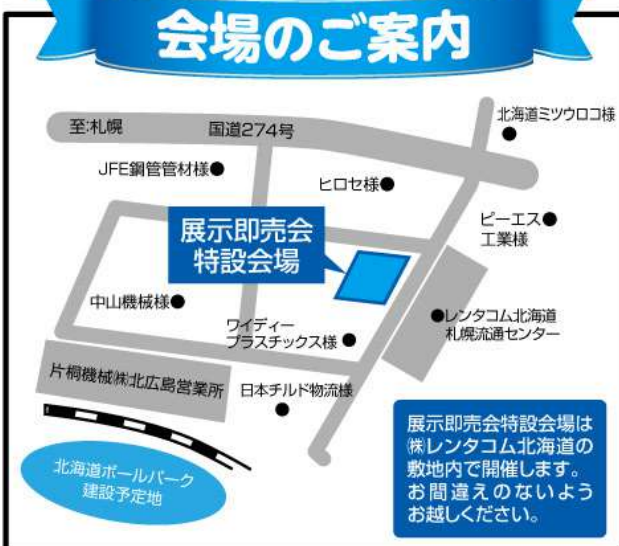 会場のご案内
至:札幌
国道274号
北海道ミツウロコ様
JFE鋼管管材様
ヒロセ様
ピーエス
工業様
展示即売会
特設会場
中山機械様
ワイディー
プラスチックス様
レンタコム北海道
札幌流通センター
片桐機械㈱北広島営業所
日本チルド物流様
北海道ボールパーク
建設予定地
展示即売会特設会場は
㈱レンタコム北海道の
敷地内で開催します。
お間違えのないよう
お越しください。